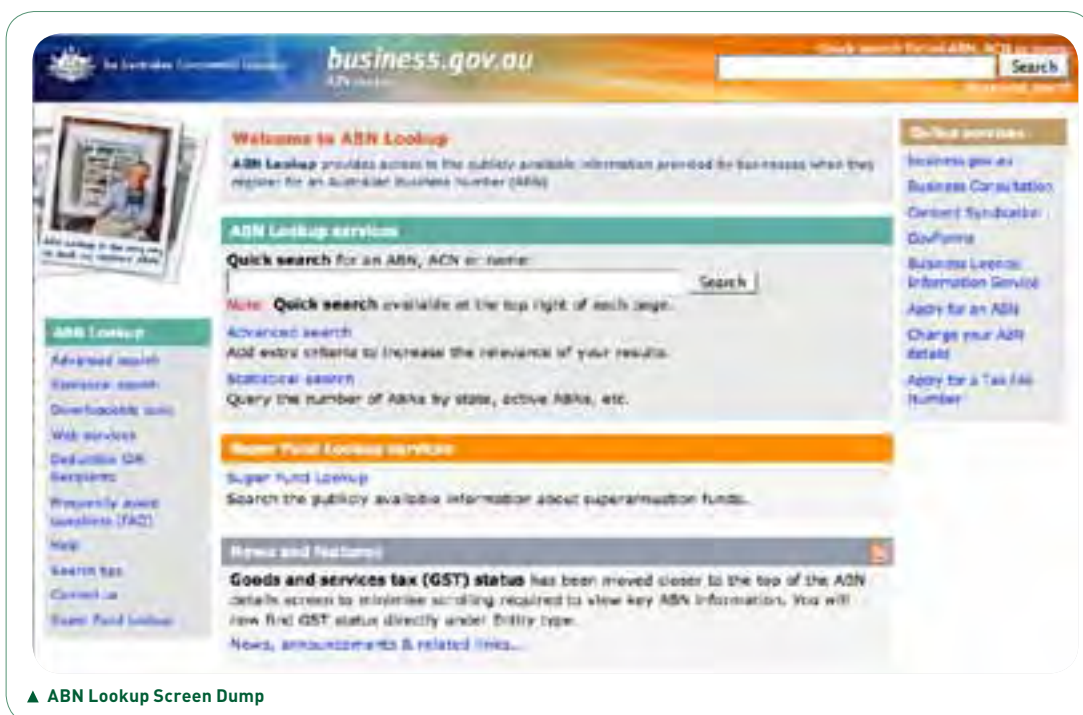 business.gov.au
Search
Welcome to ABN Lookup
ABN Lookup provides access to the publicly available information provided by businesses when they
register for an Australian Business Number (ABN)
ABN Lookup services
Quick search for an ABN, ACN or name:
Search
Note: Quick search available at the top right of each page.
Advanced search
Add extra criteria to increase the relevance of your results.
Statistical search
Query the number of ABNs by state, active ABNs, etc.
Super Fund Lookup services
Super Fund Lookup
Search the publicly available information about superannuation funds.
News and features
Goods and services tax (GST) status has been moved closer to the top of the ABN
details screen to minimise scrolling required to view key ABN information. You will
now find GST status directly under Entity type.
News, announcements & related links...
ABN Lookup
Advanced search
Statistical search
Downloadable tools
Web services
Deductible Gift
Recipients
Frequently asked
questions (FAQ)
Help
Search tips
Contact us
Super Fund Lookup
Online services
business.gov.au
Business Consultation
Content Syndication
GovForms
Business Licence
Information Service
Apply for an ABN
Change your ABN
details
Apply for a Tax File
Number
▲ ABN Lookup Screen Dump